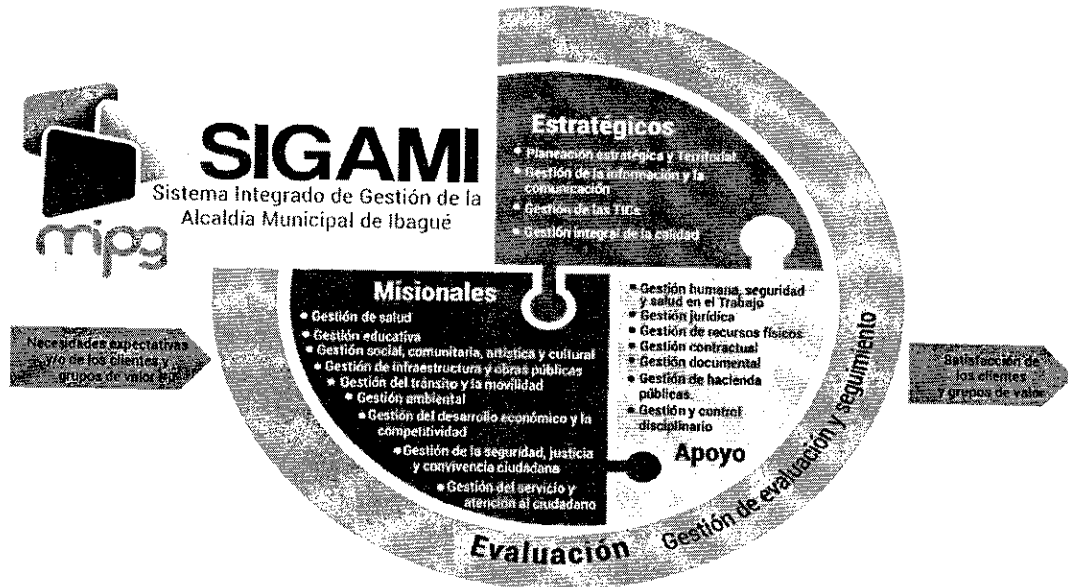 SIGAMI
Sistema Integrado de Gestión de la
Alcaldía Municipal de Ibagué
mipg
Necesidades expectativas
y/o de los clientes y
grupos de valor
Estratégicos
• Planeación estratégica y Territorial
• Gestión de la información y la
comunicación
• Gestión de las TICs
• Gestión integral de la calidad
Misionales
• Gestión de salud
• Gestión educativa
• Gestión social, comunitaria, artística y cultural
• Gestión de infraestructura y obras públicas
• Gestión del tránsito y la movilidad
• Gestión ambiental
• Gestión del desarrollo económico y la
competitividad
• Gestión de la seguridad, justicia
y convivencia ciudadana
• Gestión del servicio y
atención al ciudadano
• Gestión humana, seguridad
y salud en el Trabajo
• Gestión jurídica
• Gestión de recursos físicos
• Gestión contractual
• Gestión documental
• Gestión de hacienda
públicas.
• Gestión y control
disciplinario
Apoyo
Evaluación
Gestión de evaluación y seguimiento
Satisfacción de
los clientes
y grupos de valor